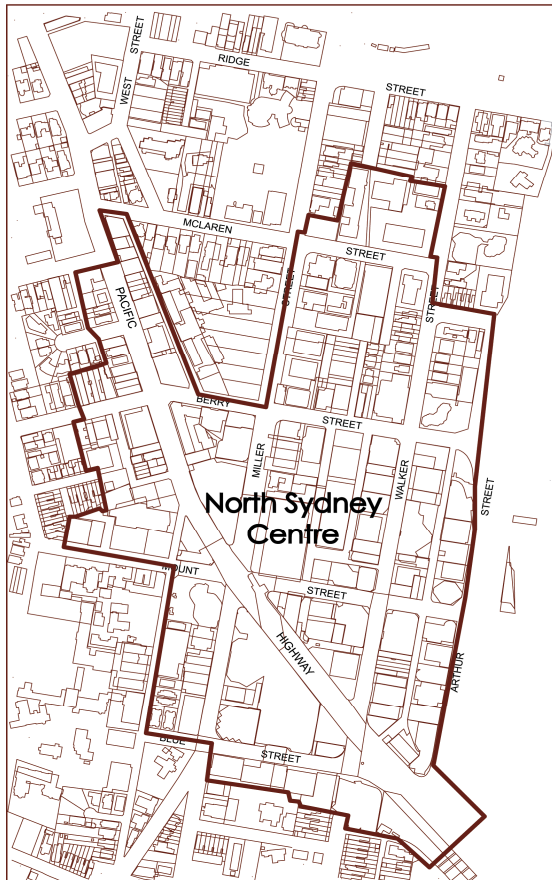 RIDGE
STREET
WEST
STREET
MCLAREN
STREET
STREET
STREET
PACIFIC
BERRY
STREET
MILLER
WALKER
STREET
North Sydney
Centre
MOUNT
STREET
HIGHWAY
ARTHUR
BLUE
STREET